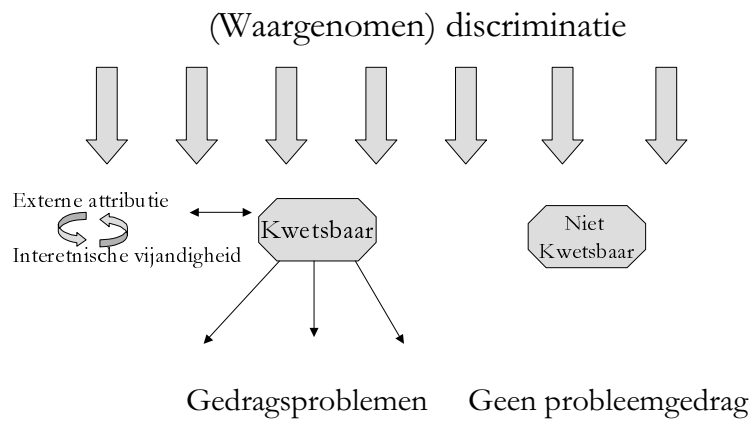 (Waargenomen) discriminatie
Externe attributie
Interetnische vijandigheid
Kwetsbaar
Niet
Kwetsbaar
Gedragsproblemen
Geen probleemgedrag